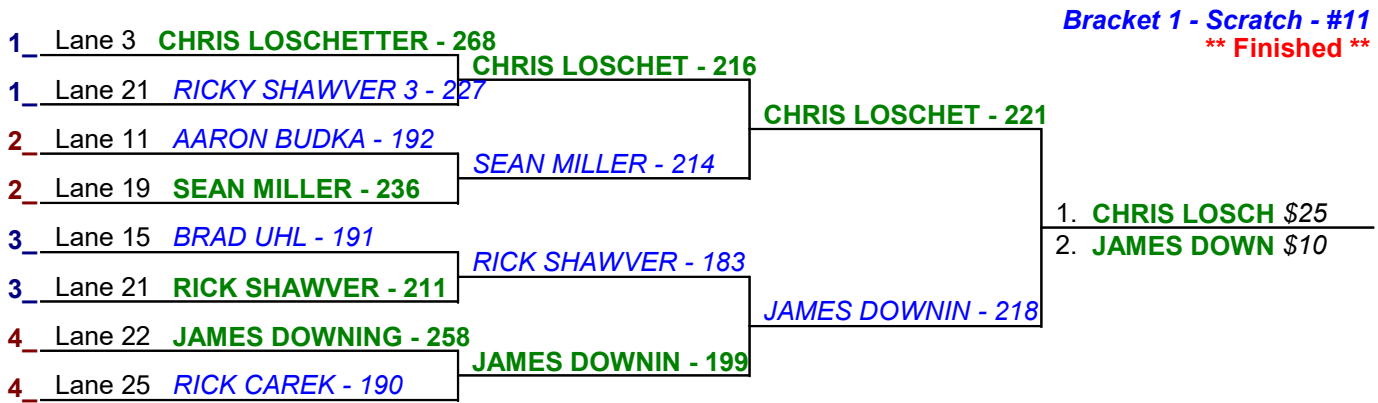 Bracket 1 - Scratch - #11
** Finished **
1_ Lane 3 CHRIS LOSCHETTER - 268
CHRIS LOSCHET - 216
1_ Lane 21 RICKY SHAWVER 3 - 227
CHRIS LOSCHET - 221
2_ Lane 11 AARON BUDKA - 192
SEAN MILLER - 214
2_ Lane 19 SEAN MILLER - 236
1. CHRIS LOSCH $25
3_ Lane 15 BRAD UHL - 191
2. JAMES DOWN $10
RICK SHAWVER - 183
3_ Lane 21 RICK SHAWVER - 211
JAMES DOWNIN - 218
4_ Lane 22 JAMES DOWNING - 258
JAMES DOWNIN - 199
4_ Lane 25 RICK CAREK - 190